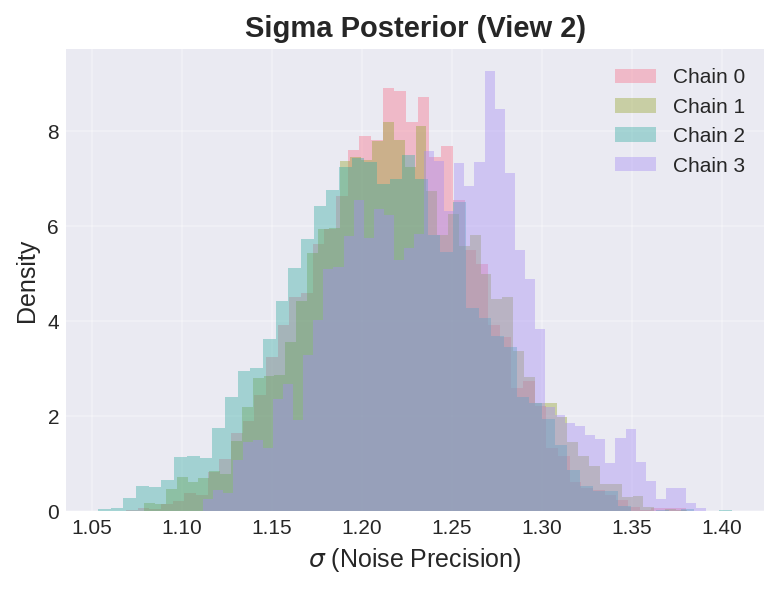 Sigma Posterior (View 2)
Chain 0
Chain 1
Chain 2
Chain 3
Density
8
6
4
2
0
1.05 1.10 1.15 1.20 1.25 1.30 1.35 1.40
σ (Noise Precision)